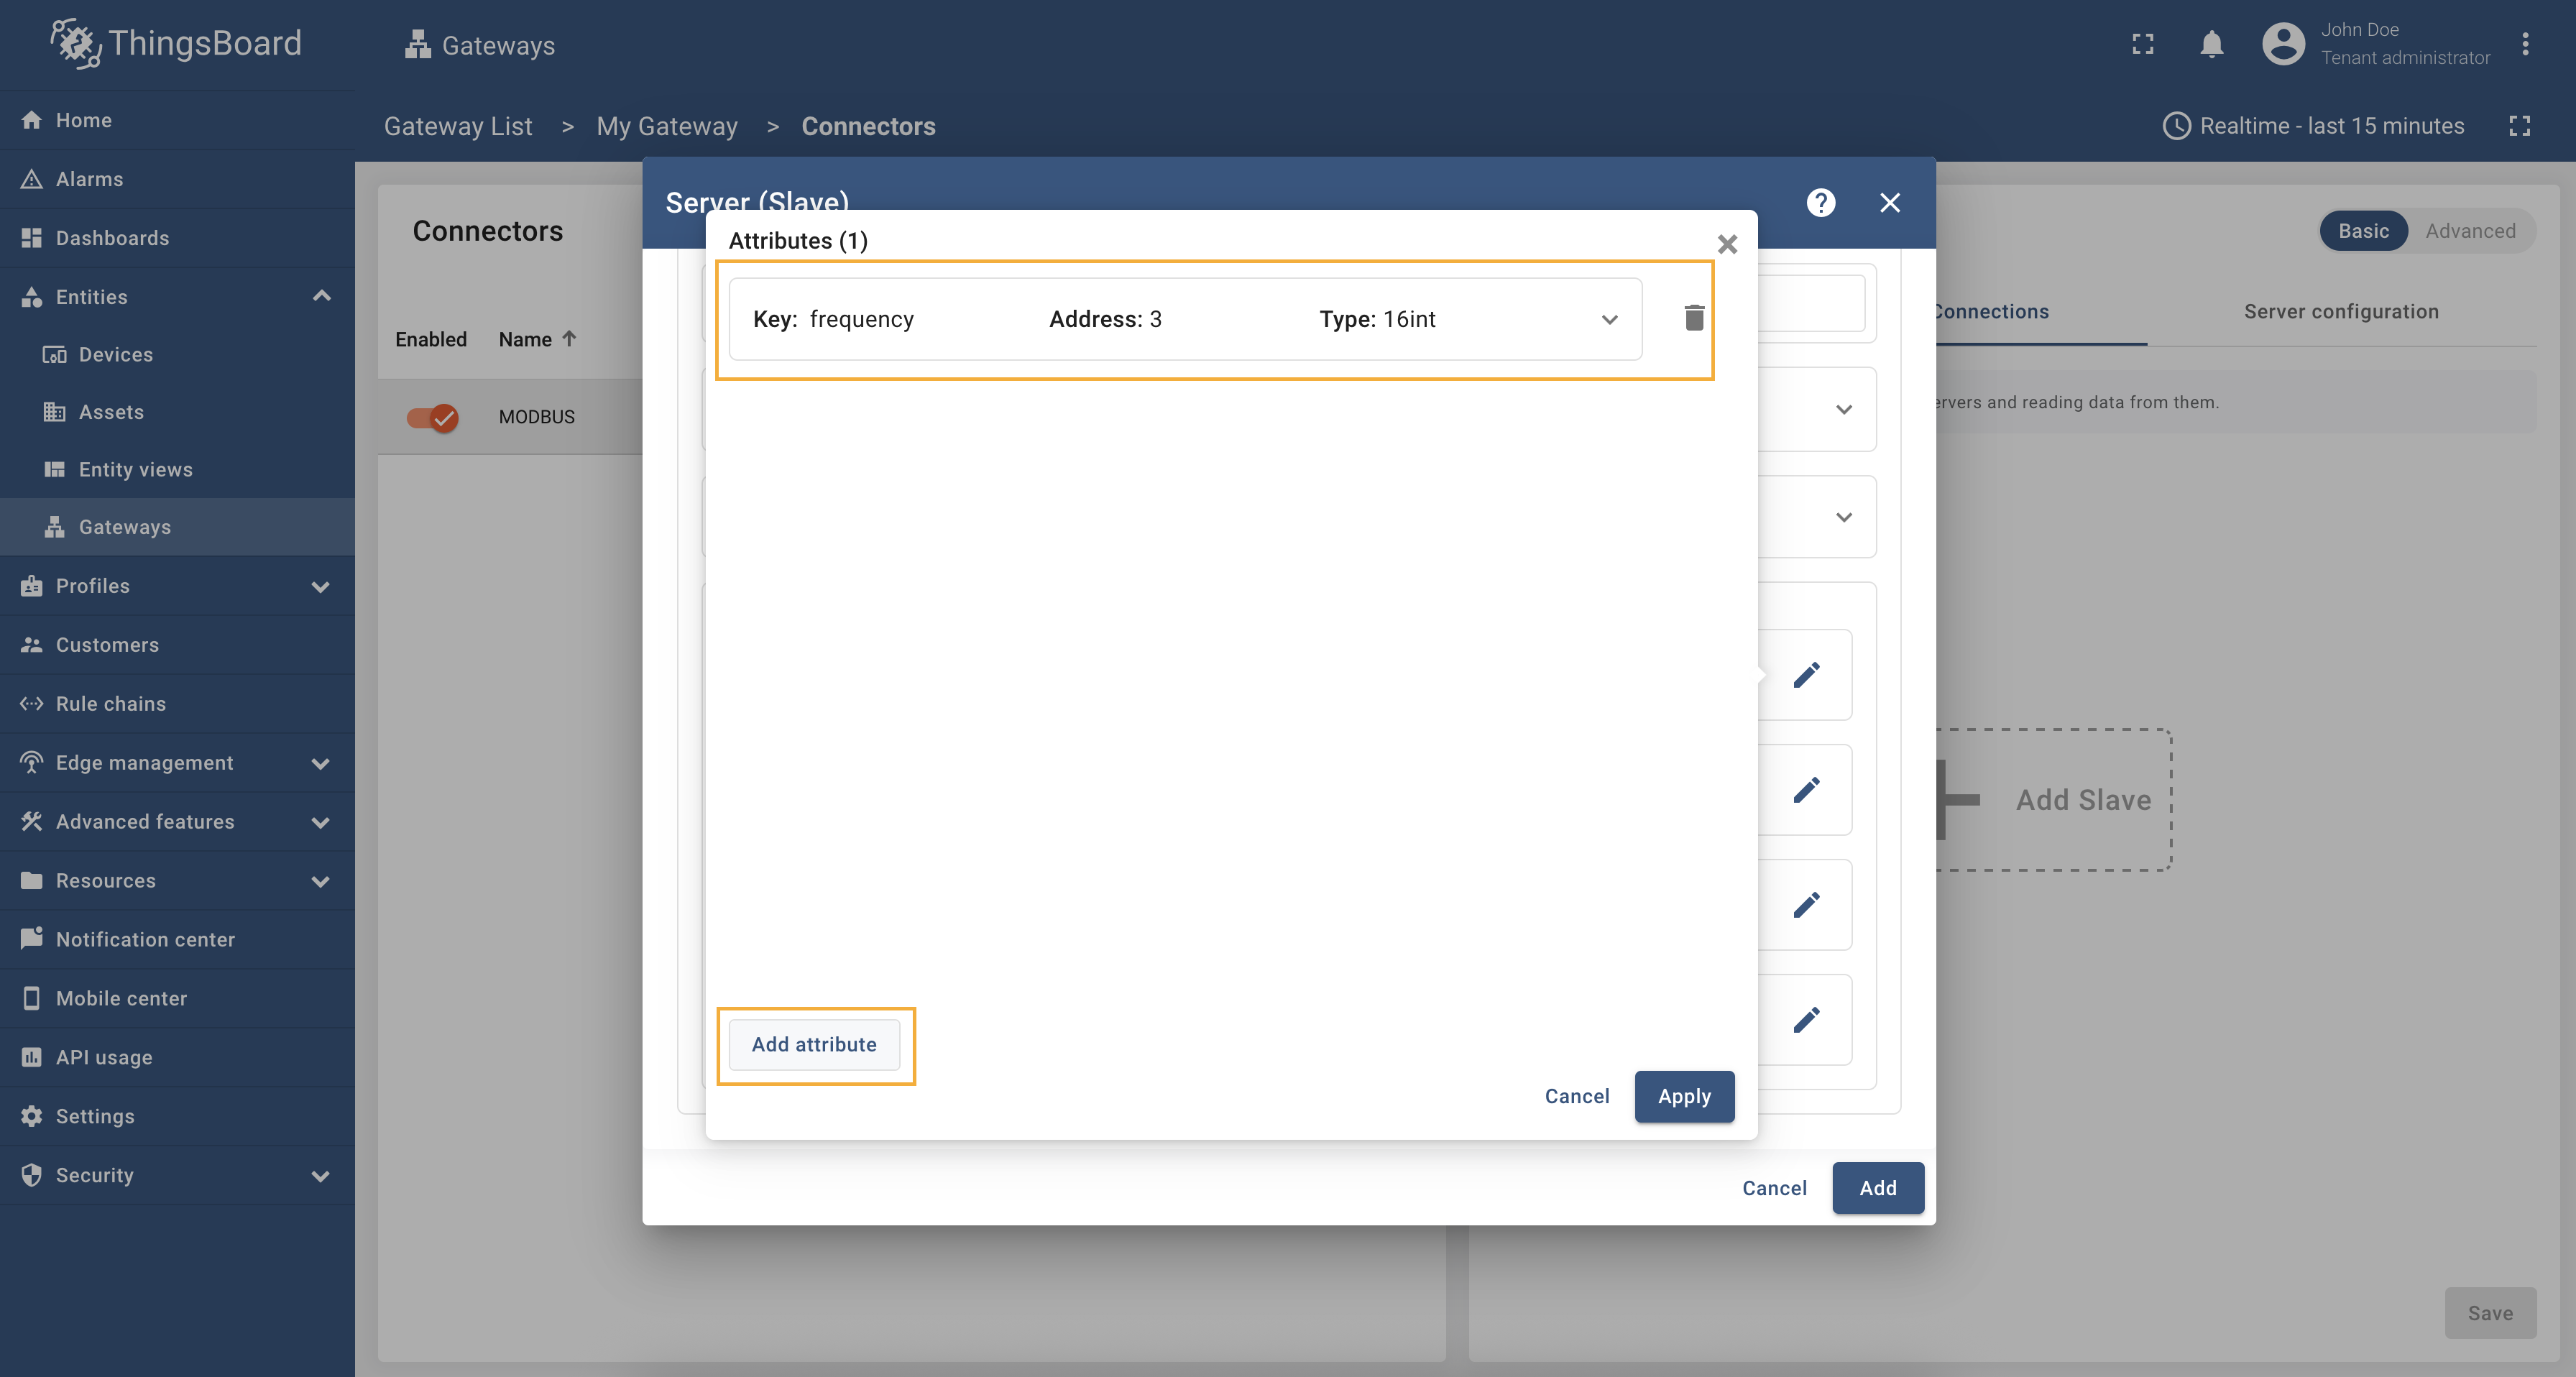 ThingsBoard
Gateways
John Doe
Tenant administrator
Home
Alarms
Dashboards
Entities
Devices
Assets
Entity views
Gateways
Profiles
Customers
Rule chains
Edge management
Advanced features
Resources
Notification center
Mobile center
API usage
Settings
Security
Gateway List > My Gateway > Connectors
Realtime - last 15 minutes
Connectors
Enabled Name
MODBUS
Server (Slave)
Attributes (1)
Key: frequency Address: 3 Type: 16int
Add attribute
Cancel Apply
Cancel Add
Basic Advanced
Connections Server configuration
and reading data from them.
Add Slave
Save